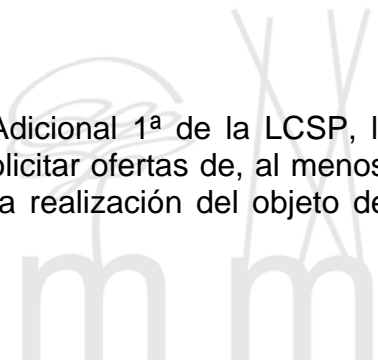 Adicional 1ª de la LCSP, l
olicitar ofertas de, al menos
a realización del objeto de